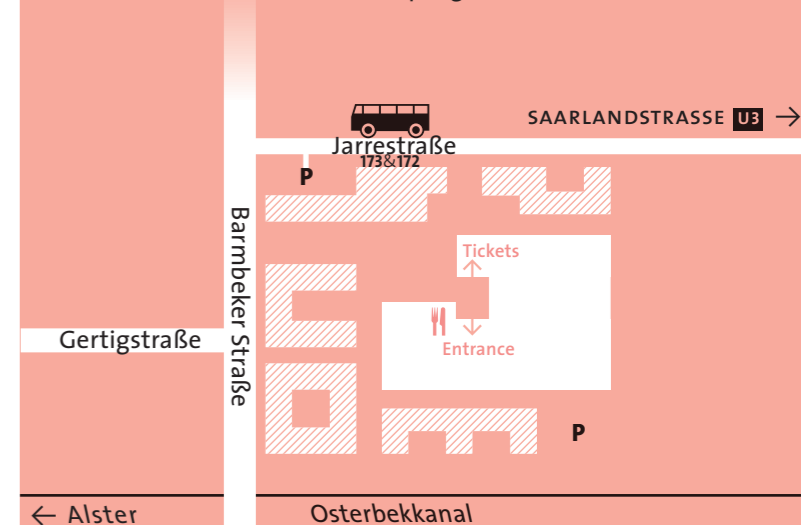 SAARLANDSTRASSE U3 →
Jarrestraße
173&172
P
Barmbeker Straße
Tickets
Gertigstraße
Entrance
P
← Alster
Osterbekkanal